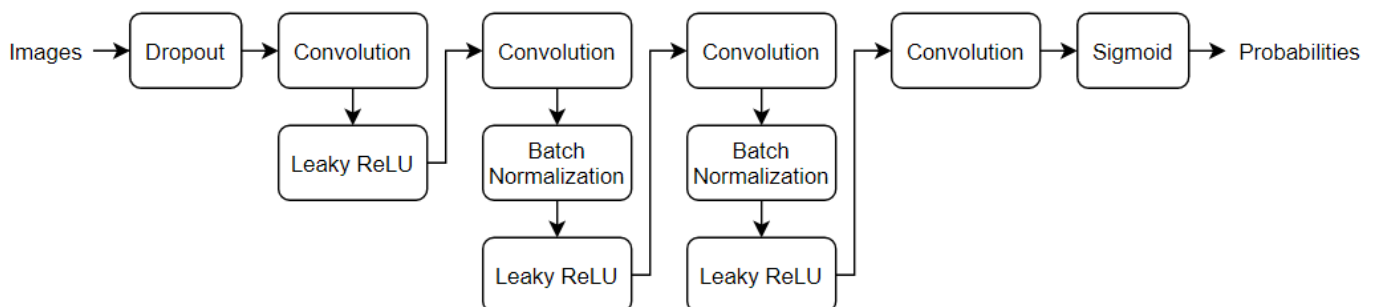 Images
Dropout
Convolution
Leaky ReLU
Convolution
Batch
Normalization
Leaky ReLU
Convolution
Batch
Normalization
Leaky ReLU
Convolution
Sigmoid
Probabilities